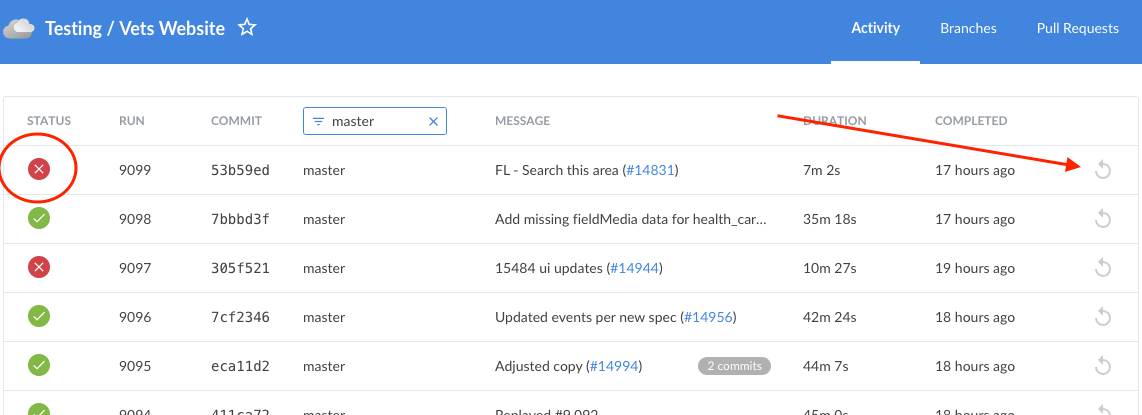 Testing / Vets Website Activity Branches Pull Requests
STATUS RUN COMMIT master MESSAGE DURATION COMPLETED
9099 53b59ed master FL - Search this area (#14831) 7m 2s 17 hours ago
9098 7bbbd3f master Add missing fieldMedia data for health_car... 35m 18s 17 hours ago
9097 305f521 master 15484 ui updates (#14944) 10m 27s 19 hours ago
9096 7cf2346 master Updated events per new spec (#14956) 42m 24s 18 hours ago
9095 eca11d2 master Adjusted copy (#14994) 2 commits 44m 7s 18 hours ago
9094 411ca72 master Replayed #9,092 45m 0s 18 hours ago